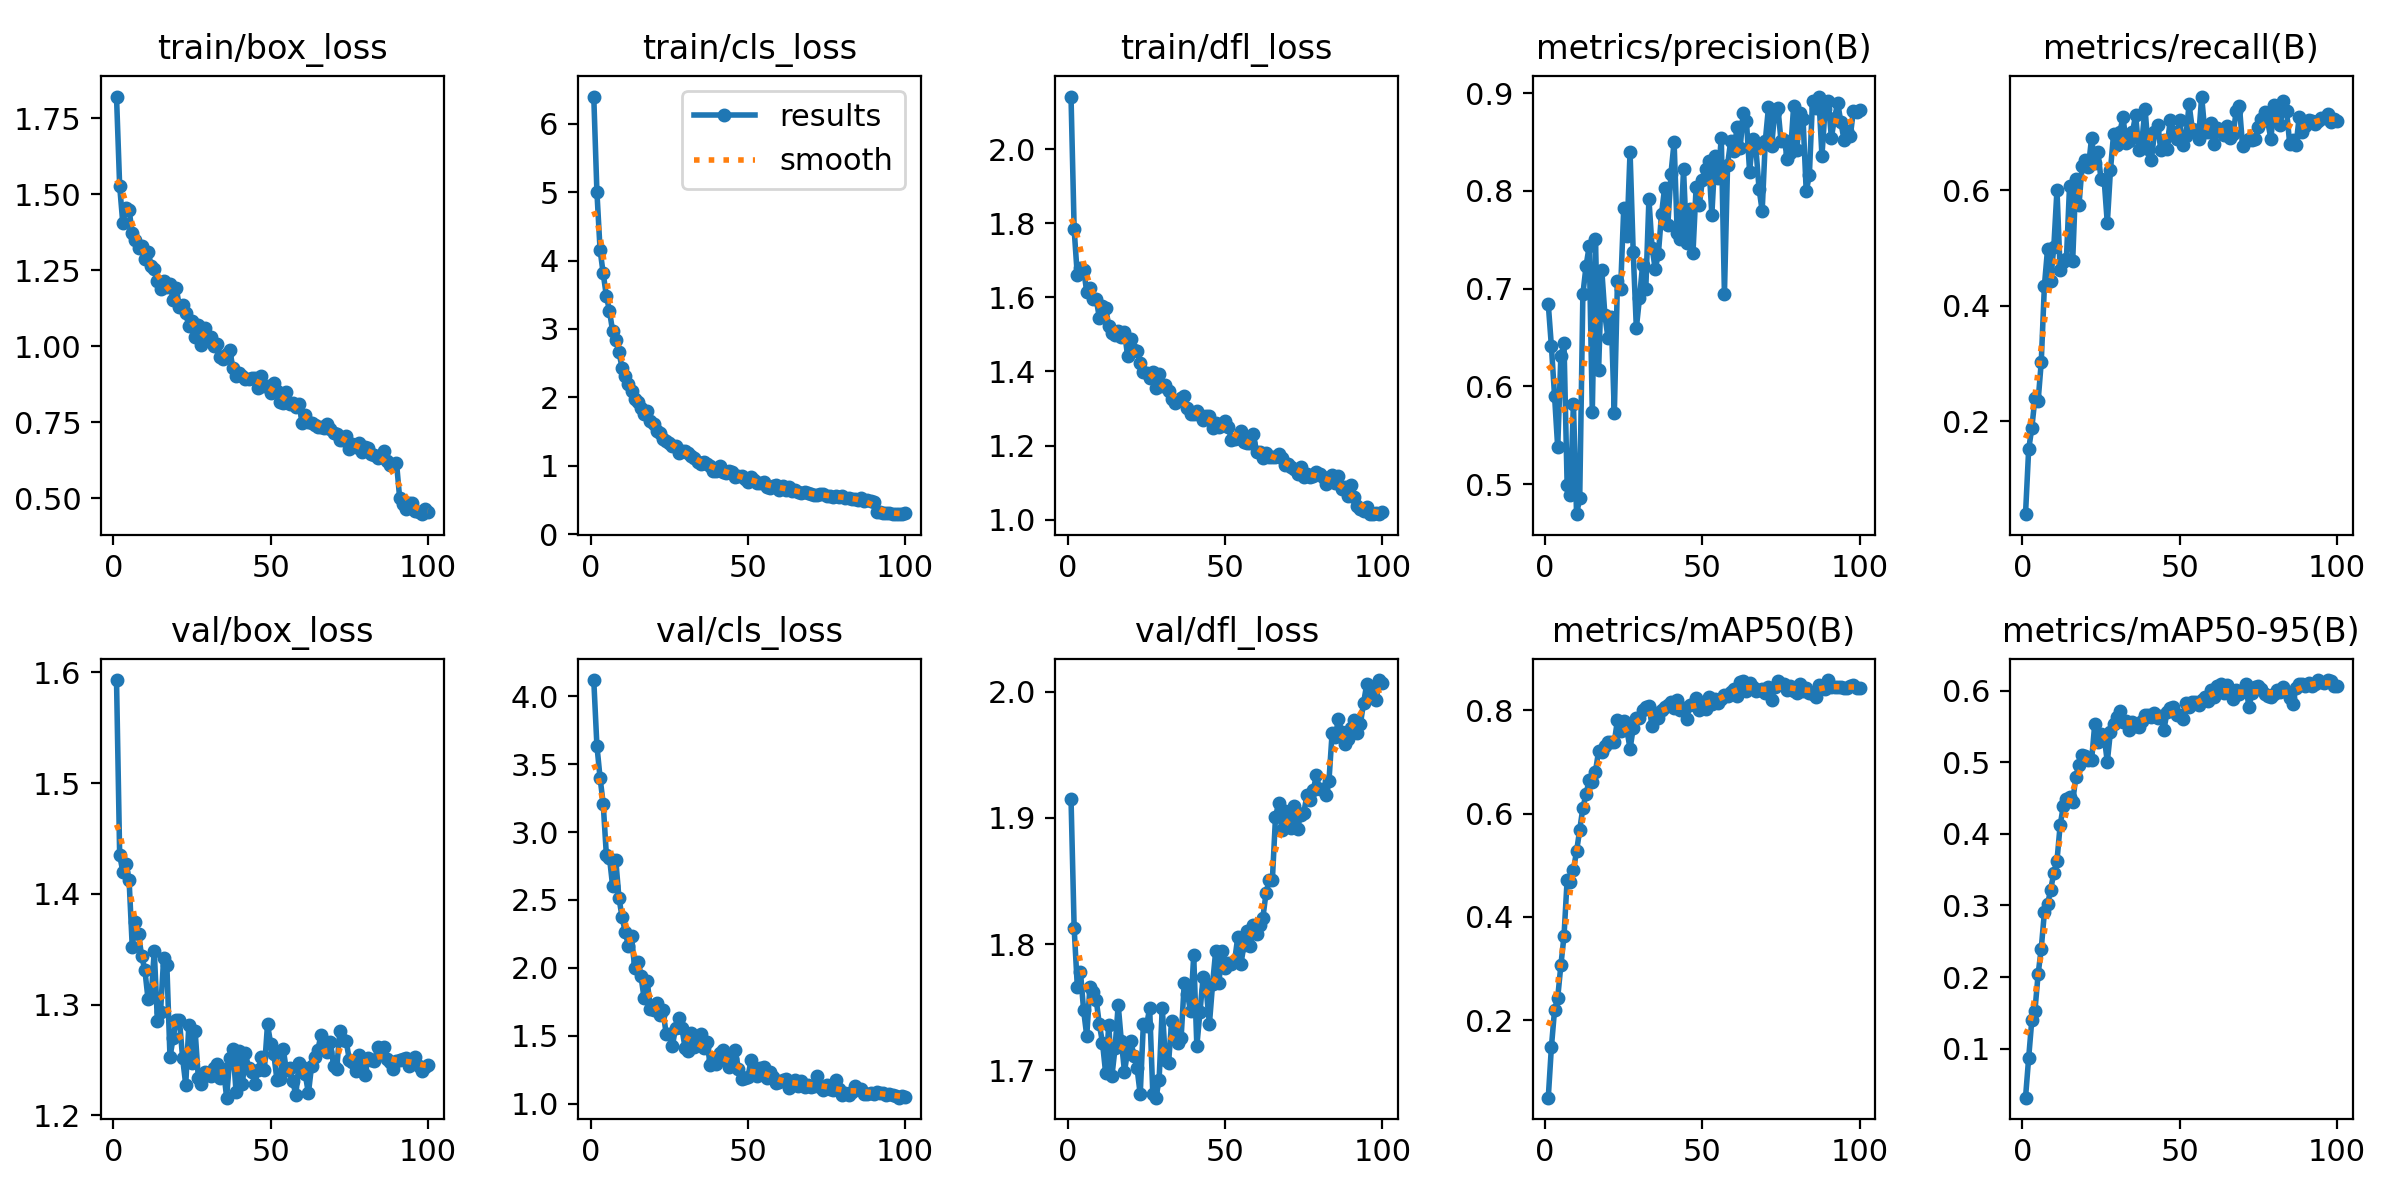 train/box_loss
1.75
1.50
1.25
1.00
0.75
0.50
0 50 100
train/cls_loss
results
smooth
6
5
4
3
2
1
0
0 50 100
train/dfl_loss
2.0
1.8
1.6
1.4
1.2
1.0
0 50 100
metrics/precision(B)
0.9
0.8
0.7
0.6
0.5
0 50 100
metrics/recall(B)
0.6
0.4
0.2
0 50 100
val/box_loss
1.6
1.5
1.4
1.3
1.2
0 50 100
val/cls_loss
4.0
3.5
3.0
2.5
2.0
1.5
1.0
0 50 100
val/dfl_loss
2.0
1.9
1.8
1.7
0 50 100
metrics/mAP50(B)
0.8
0.6
0.4
0.2
0 50 100
metrics/mAP50-95(B)
0.6
0.5
0.4
0.3
0.2
0.1
0 50 100